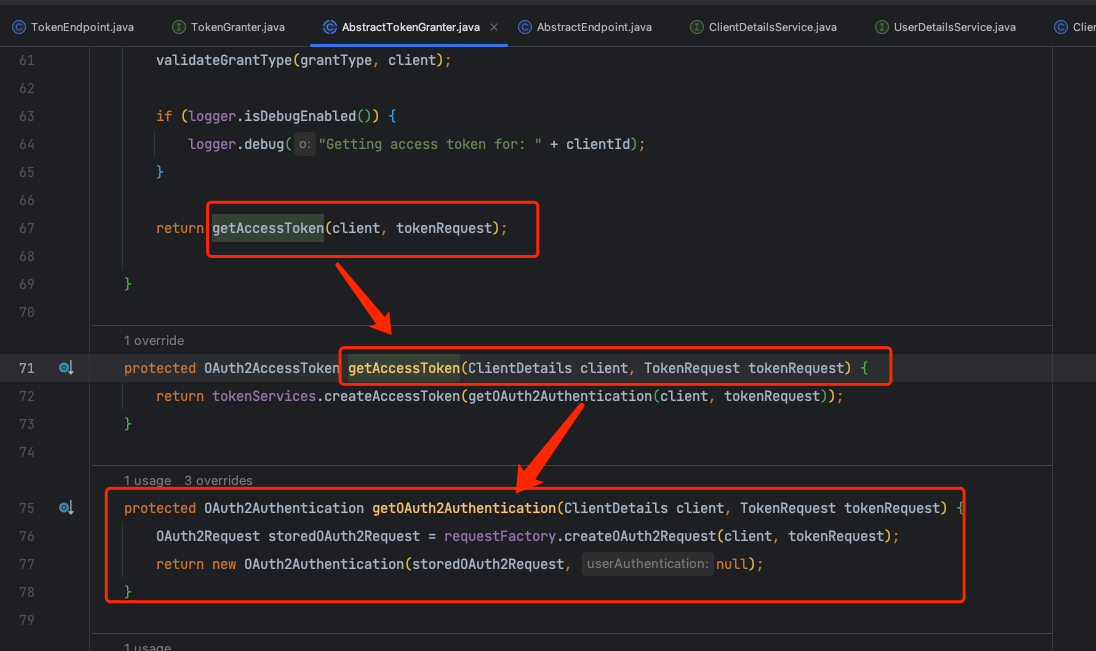 TokenEndpoint.java TokenGranter.java AbstractTokenGranter.java AbstractEndpoint.java ClientDetailsService.java UserDetailsService.java Clien
61 validateGrantType(grantType, client);
62
63 if (logger.isDebugEnabled()) {
64 logger.debug( o: "Getting access token for: " + clientId);
65 }
66
67 return getAccessToken(client, tokenRequest);
68
69 }
70
1 override
71 protected OAuth2AccessToken getAccessToken(ClientDetails client, TokenRequest tokenRequest) {
72 return tokenServices.createAccessToken(getOAuth2Authentication(client, tokenRequest));
73 }
74
1 usage 3 overrides
75 protected OAuth2Authentication getOAuth2Authentication(ClientDetails client, TokenRequest tokenRequest) {
76 OAuth2Request storedOAuth2Request = requestFactory.createOAuth2Request(client, tokenRequest);
77 return new OAuth2Authentication(storedOAuth2Request, userAuthentication: null);
78 }
79
1 usage